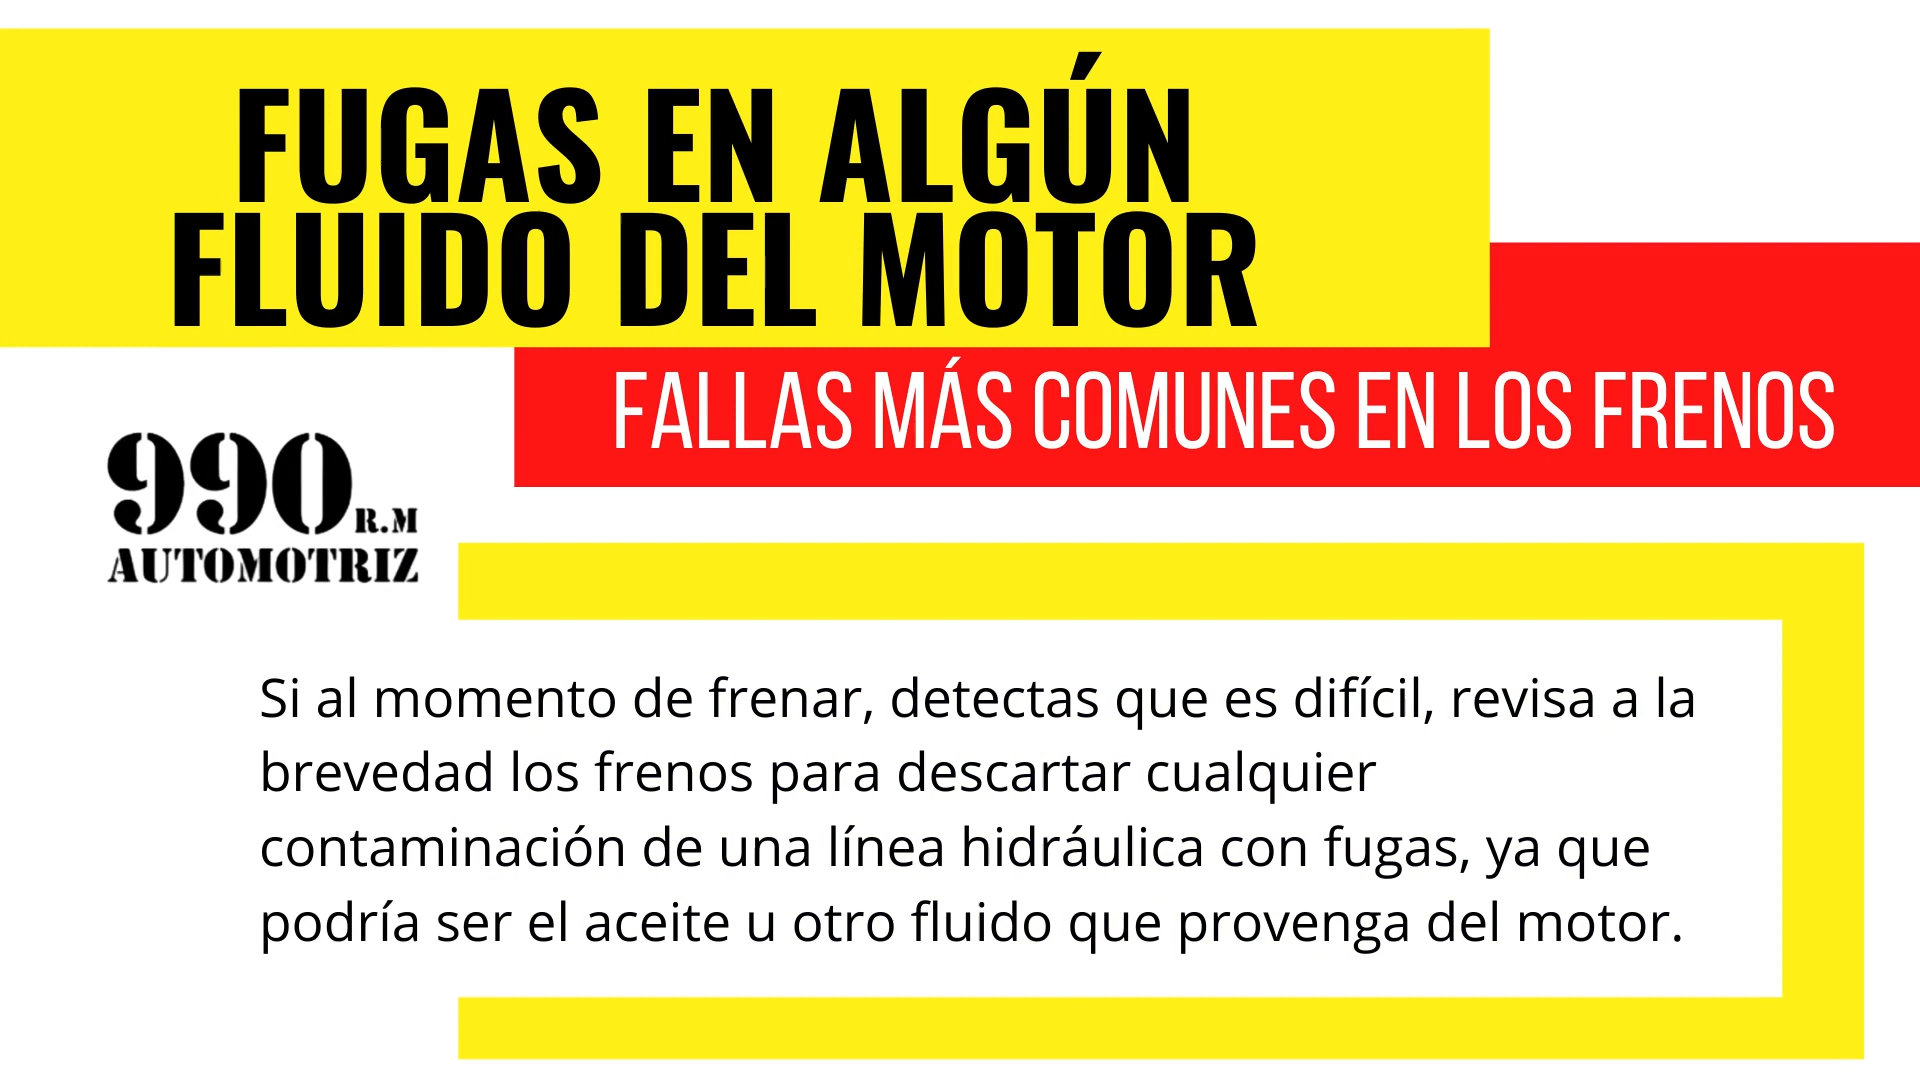 FUGAS EN ALGÚN
FLUIDO DEL MOTOR
FALLAS MÁS COMUNES EN LOS FRENOS
990 R.M
AUTOMOTRIZ
Si al momento de frenar, detectas que es difícil, revisa a la
brevedad los frenos para descartar cualquier
contaminación de una línea hidráulica con fugas, ya que
podría ser el aceite u otro fluido que provenga del motor.